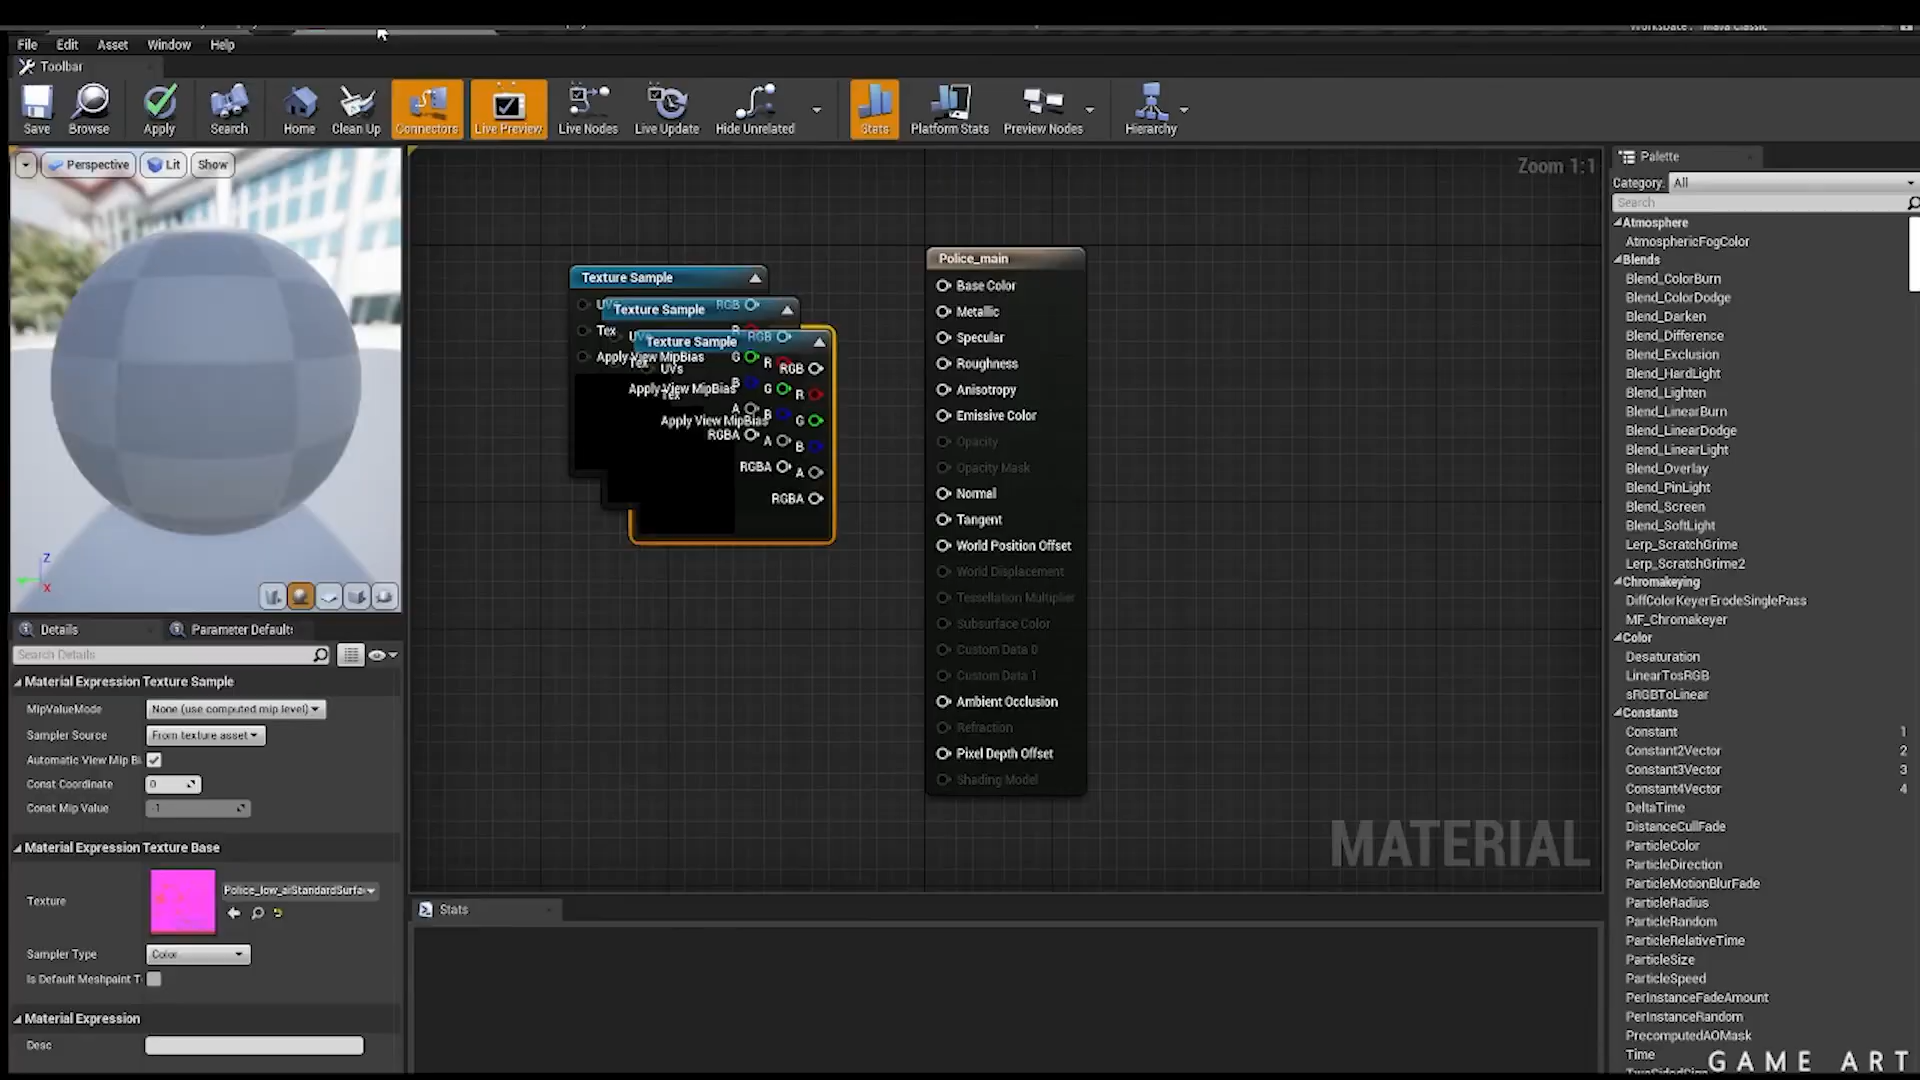 File Edit Asset Window Help
Toolbar
Save Browse Apply Search Home Clean Up Connectors Live Preview Live Nodes Live Update Hide Unrelated Stats Platform Stats Preview Nodes Hierarchy
Perspective Lit Show
Zoom 1:1
Texture Sample
UVs RGB
Tex R
Apply View MipBias G
B
A
RGBA
Texture Sample
UVs RGB
Tex R
Apply View MipBias G
B
A
RGBA
Texture Sample
UVs RGB
Tex R
Apply View MipBias G
B
A
RGBA
Police_main
Base Color
Metallic
Specular
Roughness
Anisotropy
Emissive Color
Opacity
Opacity Mask
Normal
Tangent
World Position Offset
World Displacement
Tessellation Multiplier
Subsurface Color
Custom Data 0
Custom Data 1
Ambient Occlusion
Refraction
Pixel Depth Offset
Shading Model
MATERIAL
Z
X
Details Parameter Defaults
Search Details
Material Expression Texture Sample
MipValueMode None (use computed mip level)
Sampler Source From texture asset
Automatic View Mip Bi
Const Coordinate 0
Const Mip Value -1
Material Expression Texture Base
Texture Police_low_aiStandardSurfa
Sampler Type Color
Is Default Meshpaint T
Material Expression
Desc
Stats
Palette
Category: All
Search
Atmosphere
AtmosphericFogColor
Blends
Blend_ColorBurn
Blend_ColorDodge
Blend_Darken
Blend_Difference
Blend_Exclusion
Blend_HardLight
Blend_Lighten
Blend_LinearBurn
Blend_LinearDodge
Blend_LinearLight
Blend_Overlay
Blend_PinLight
Blend_Screen
Blend_SoftLight
Lerp_ScratchGrime
Lerp_ScratchGrime2
Chromakeying
DiffColorKeyerErodeSinglePass
MF_Chromakeyer
Color
Desaturation
LinearTosRGB
sRGBToLinear
Constants
Constant 1
Constant2Vector 2
Constant3Vector 3
Constant4Vector 4
DeltaTime
DistanceCullFade
ParticleColor
ParticleDirection
ParticleMotionBlurFade
ParticleRadius
ParticleRandom
ParticleRelativeTime
ParticleSize
ParticleSpeed
PerInstanceFadeAmount
PerInstanceRandom
PrecomputedAOMask
Time
GAME ART